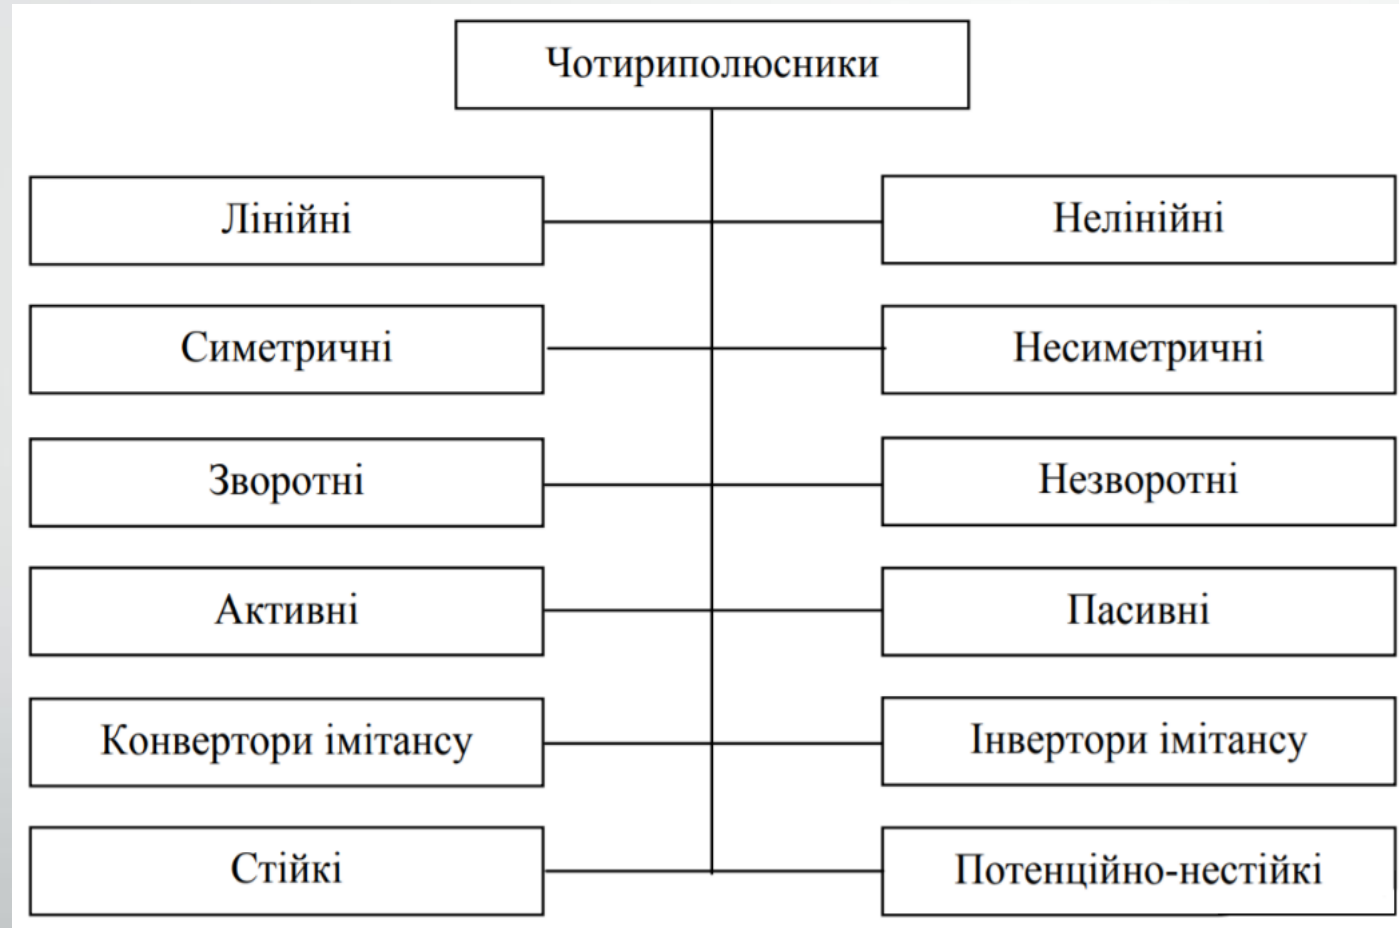 Чотириполюсники
Лінійні
Нелінійні
Симетричні
Несиметричні
Зворотні
Незворотні
Активні
Пасивні
Конвертори імітансу
Інвертори імітансу
Стійкі
Потенційно-нестійкі